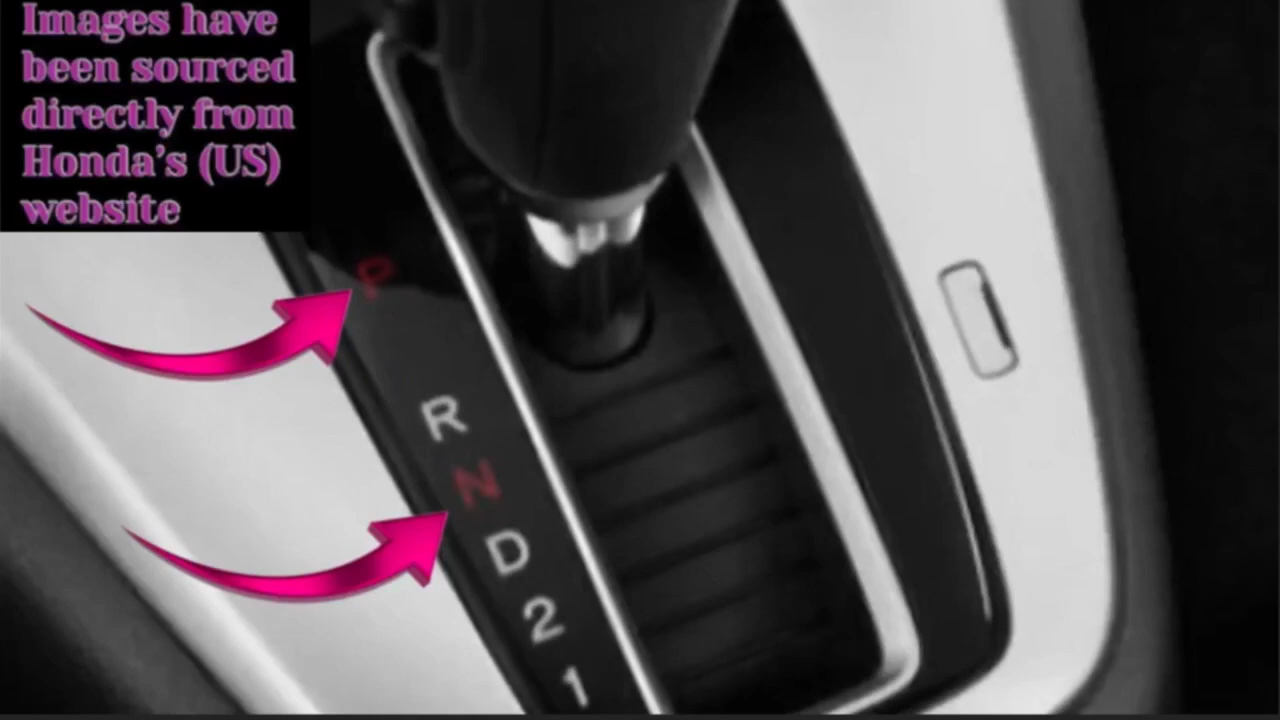 Images have
been sourced
directly from
Honda's (US)
website
P
R
N
D
2
1